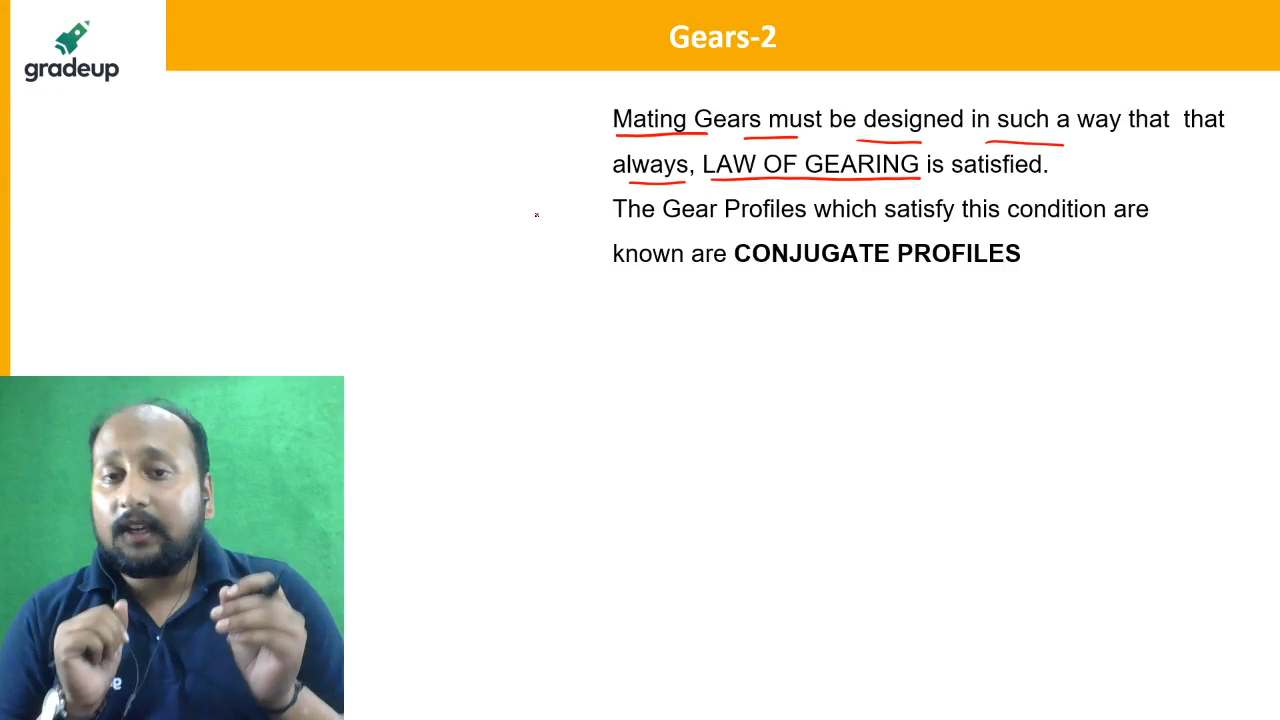 Gears-2
gradeup
Mating Gears must be designed in such a way that that
always, LAW OF GEARING is satisfied.
The Gear Profiles which satisfy this condition are
known are CONJUGATE PROFILES